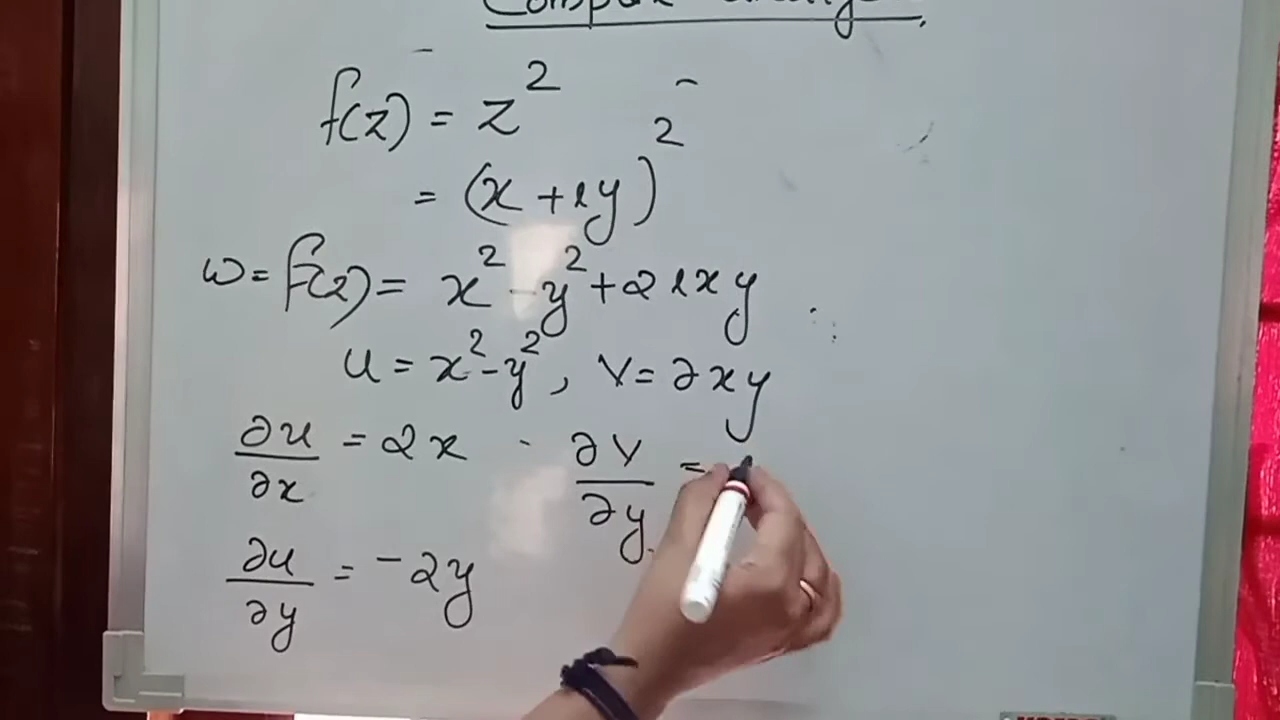 f(z) = z²
= (x + iy)²
w = f(z) = x² - y² + 2ixy
u = x² - y², v = 2xy
∂u/∂x = 2x ∂v/∂y =
∂u/∂y = -2y